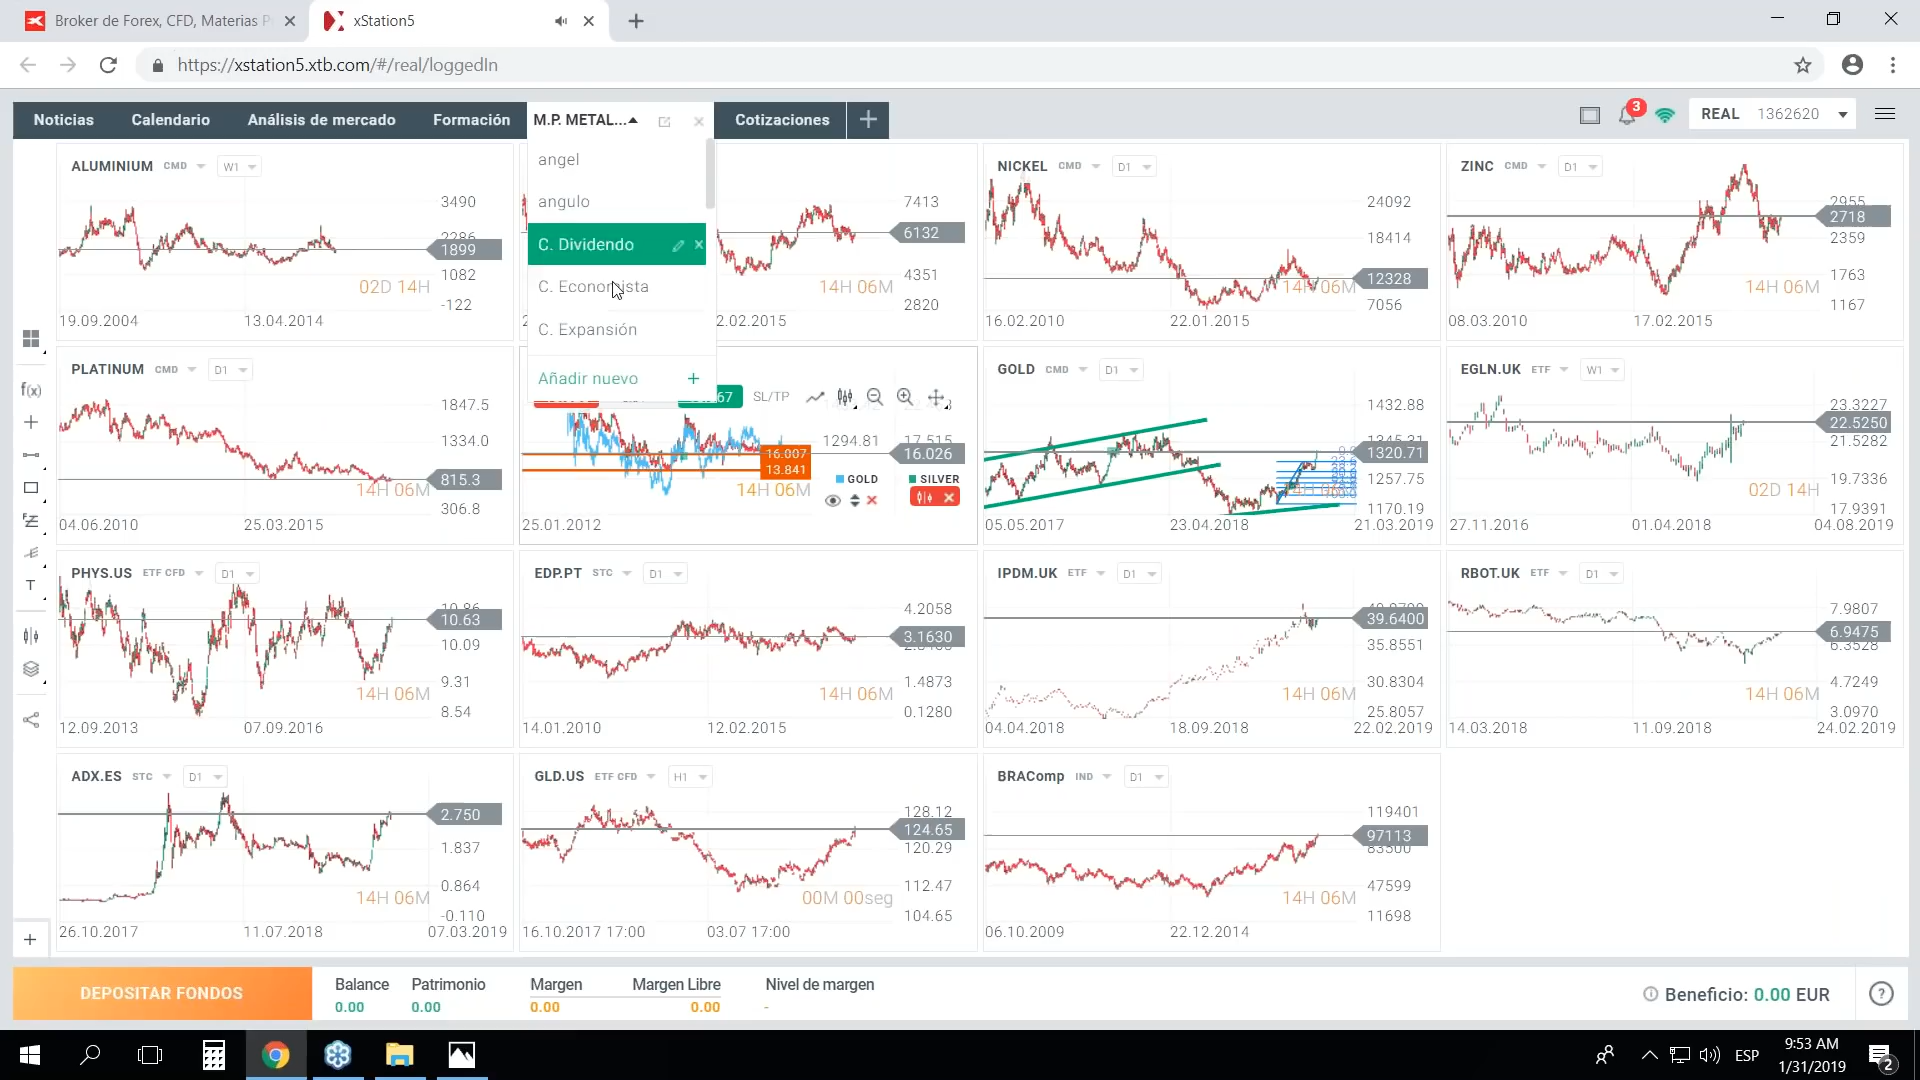 Broker de Forex, CFD, Materias P
xStation5
https://xstation5.xtb.com/#/real/loggedIn
Noticias
Calendario
Análisis de mercado
Formación
M.P. METAL...
Cotizaciones
3
REAL 1362620
angel
angulo
C. Dividendo
C. Economista
C. Expansión
Añadir nuevo
ALUMINIUM CMD W1
3490
2286
1899
1082
-122
02D 14H
19.09.2004 13.04.2014
7413
6132
4351
2820
14H 06M
2.02.2015
NICKEL CMD D1
24092
18414
12328
7056
14H 06M
16.02.2010 22.01.2015
ZINC CMD D1
2955
2718
2359
1763
1167
14H 06M
08.03.2010 17.02.2015
PLATINUM CMD D1
1847.5
1334.0
815.3
306.8
14H 06M
04.06.2010 25.03.2015
67
SL/TP
1294.81
17.515
16.026
16.007
13.841
14H 06M
GOLD
SILVER
25.01.2012
GOLD CMD D1
1432.88
1345.31
1320.71
1257.75
1170.19
14H 06M
05.05.2017 23.04.2018 21.03.2019
EGLN.UK ETF W1
23.3227
22.5250
21.5282
19.7336
17.9391
02D 14H
27.11.2016 01.04.2018 04.08.2019
PHYS.US ETF CFD D1
10.86
10.63
10.09
9.31
8.54
14H 06M
12.09.2013 07.09.2016
EDP.PT STC D1
4.2058
3.1630
1.4873
0.1280
14H 06M
14.01.2010 12.02.2015
IPDM.UK ETF D1
39.6400
35.8551
30.8304
25.8057
14H 06M
04.04.2018 18.09.2018 22.02.2019
RBOT.UK ETF D1
7.9807
6.9475
6.3528
4.7249
3.0970
14H 06M
14.03.2018 11.09.2018 24.02.2019
ADX.ES STC D1
2.750
1.837
0.864
-0.110
14H 06M
26.10.2017 11.07.2018 07.03.2019
GLD.US ETF CFD H1
128.12
124.65
120.29
112.47
104.65
00M 00seg
16.10.2017 17:00 03.07 17:00
BRAComp IND D1
119401
97113
83500
47599
11698
14H 06M
06.10.2009 22.12.2014
f(x)
T
DEPOSITAR FONDOS
Balance Patrimonio Margen Margen Libre Nivel de margen
0.00 0.00 0.00 0.00 -
Beneficio: 0.00 EUR
ESP
9:53 AM
1/31/2019
2